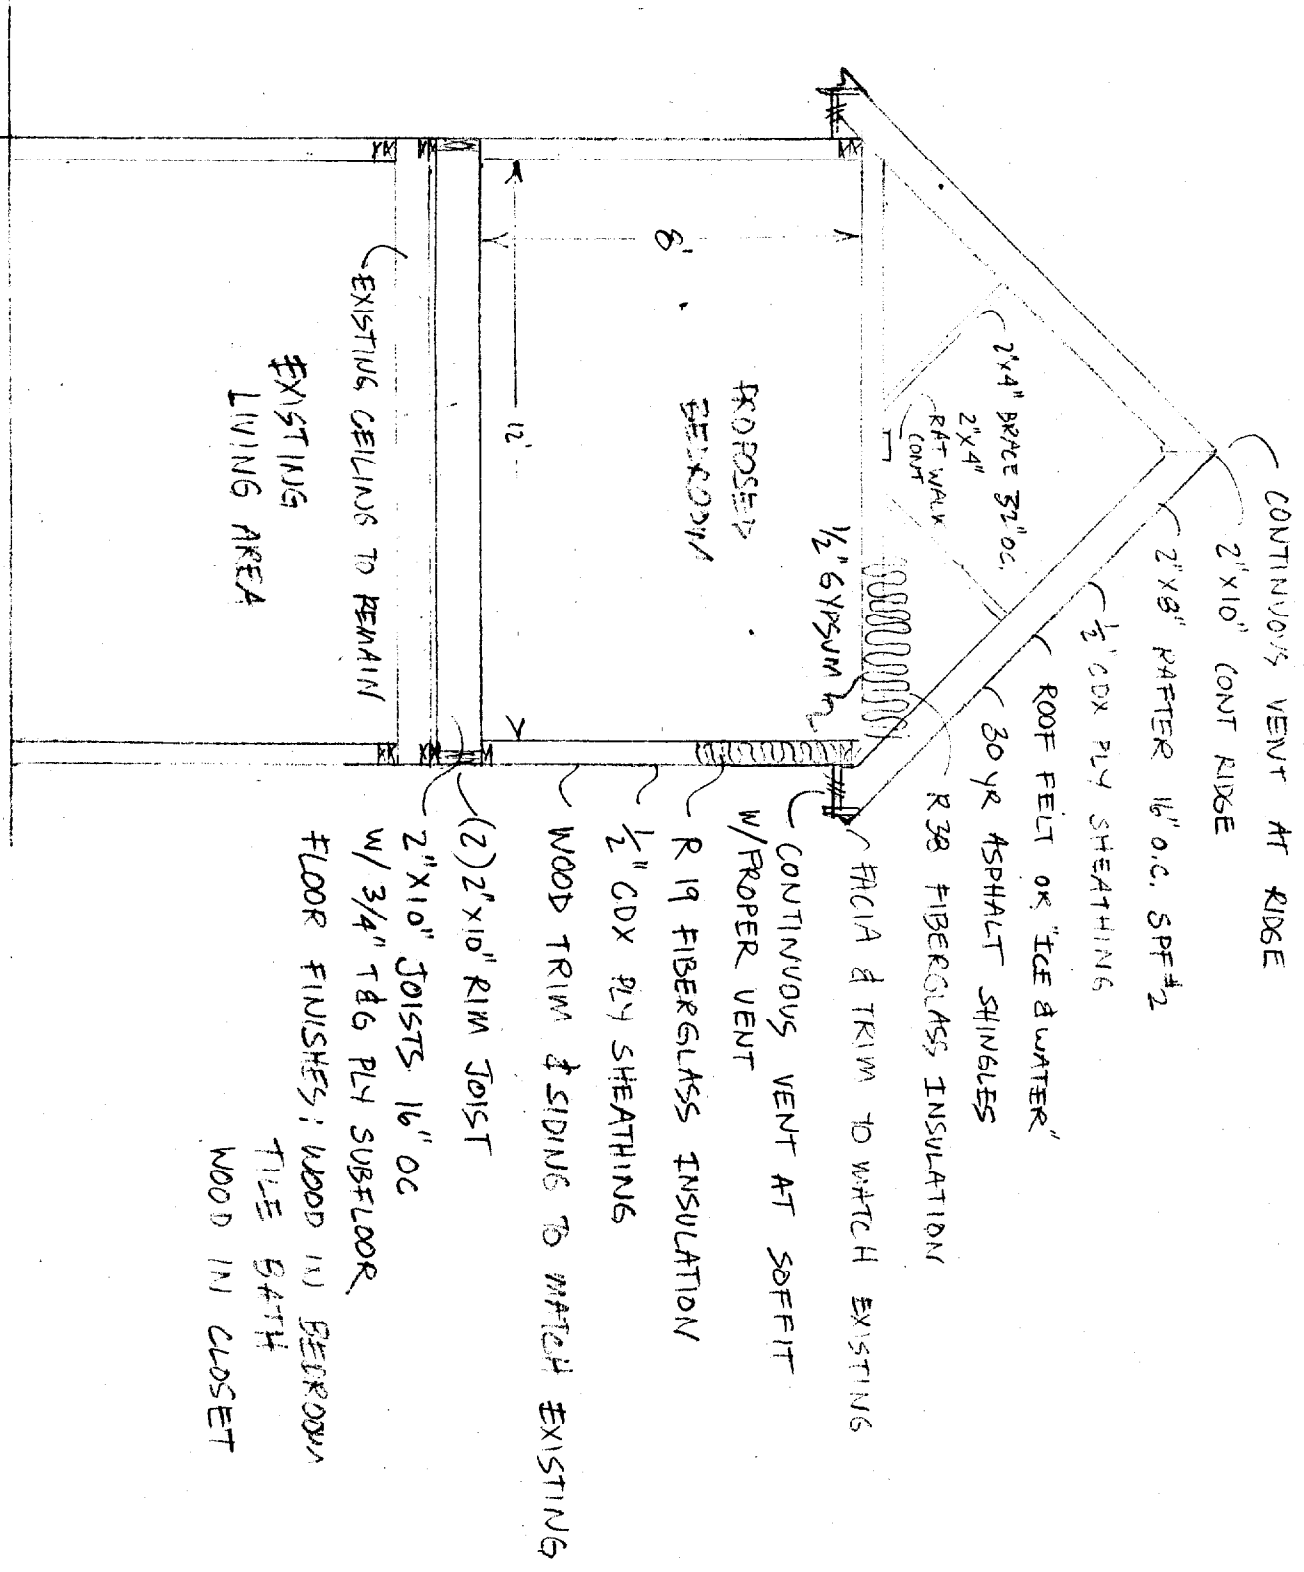 CONTINUOUS VENT AT RIDGE
2"X10" CONT RIDGE
2"X8" RAFTER 16" O.C. SPF#2
1/2" CDX PLY SHEATHING
ROOF FELT OR "ICE & WATER"
30 YR ASPHALT SHINGLES
R38 FIBERGLASS INSULATION
FACIA & TRIM TO MATCH EXISTING
CONTINUOUS VENT AT SOFFIT
W/PROPER VENT
R 19 FIBERGLASS INSULATION
1/2" CDX PLY SHEATHING
WOOD TRIM & SIDING TO MATCH EXISTING
(2) 2"X10" RIM JOIST
2"X10" JOISTS 16" OC
W/ 3/4" T&G PLY SUBFLOOR
FLOOR FINISHES: WOOD IN BEDROOM
TILE BATH
WOOD IN CLOSET
2"X4" BRACE 32" OC.
2"X4"
RAT WALK
CONT
1/2" GYPSUM
8'
PROPOSED
BEDROOM
12'
EXISTING CEILING TO REMAIN
EXISTING
LIVING AREA